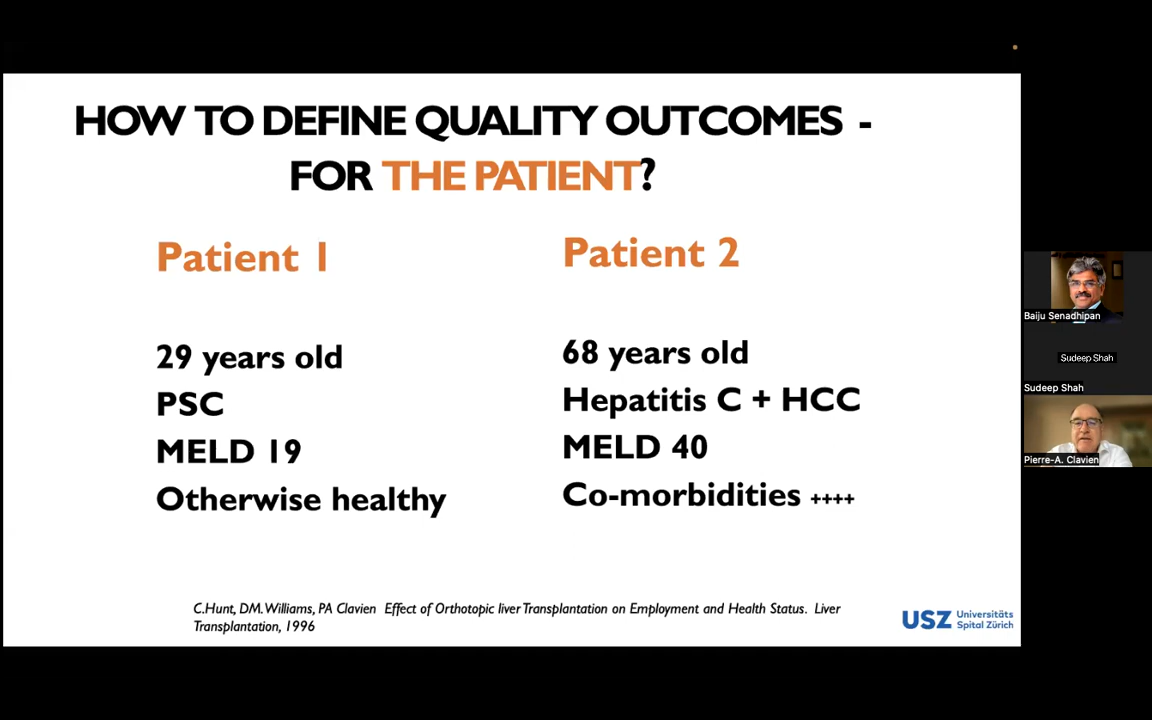 HOW TO DEFINE QUALITY OUTCOMES -
FOR THE PATIENT?
Patient 1
29 years old
PSC
MELD 19
Otherwise healthy
Patient 2
68 years old
Hepatitis C + HCC
MELD 40
Co-morbidities ++++
C.Hunt, DM. Williams, PA Clavien Effect of Orthotopic liver Transplantation on Employment and Health Status. Liver
Transplantation, 1996
USZ Universitäts
Spital Zürich
Baiju Senadhipan
Sudeep Shah
Sudeep Shah
Pierre-A. Clavien